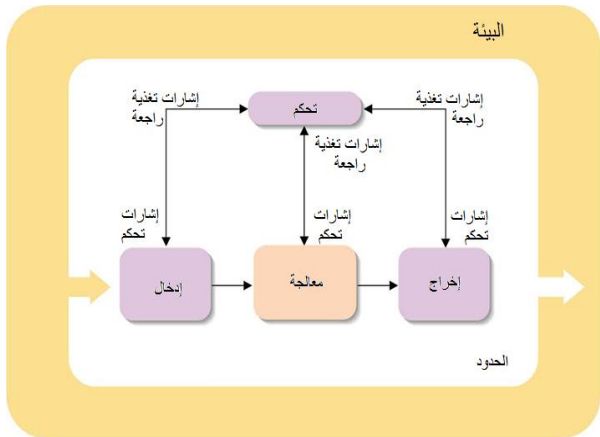 البيئة
إشارات تغذية
راجعة
تحكم
إشارات تغذية
راجعة
إشارات تغذية
راجعة
إشارات
تحكم
إشارات
تحكم
إشارات
تحكم
إدخال
معالجة
إخراج
الحدود